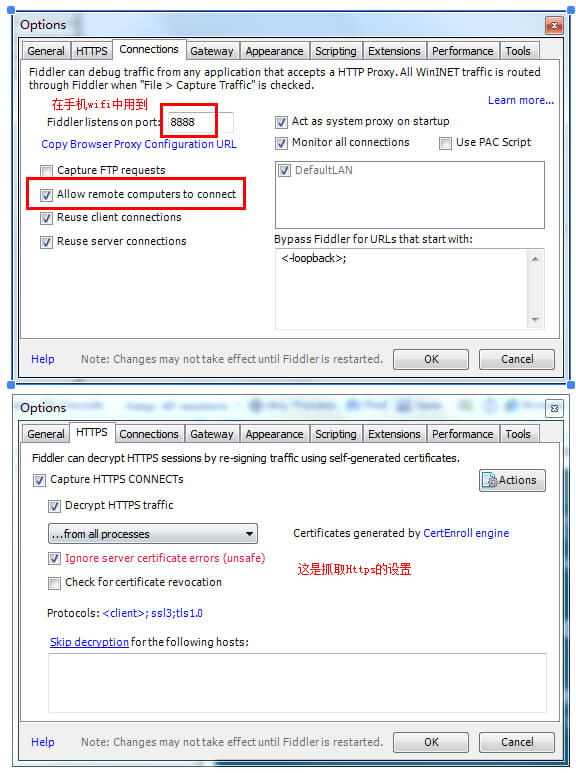 Options
General HTTPS Connections Gateway Appearance Scripting Extensions Performance Tools
Fiddler can debug traffic from any application that accepts a HTTP Proxy. All WinINET traffic is routed
through Fiddler when "File > Capture Traffic" is checked.
Learn more...
在手机wifi中用到
Fiddler listens on port: 8888
Copy Browser Proxy Configuration URL
Capture FTP requests
Allow remote computers to connect
Reuse client connections
Reuse server connections
Act as system proxy on startup
Monitor all connections Use PAC Script
DefaultLAN
Bypass Fiddler for URLs that start with:
<-loopback>;
Help Note: Changes may not take effect until Fiddler is restarted. OK Cancel
Options
General HTTPS Connections Gateway Appearance Scripting Extensions Performance Tools
Fiddler can decrypt HTTPS sessions by re-signing traffic using self-generated certificates.
Capture HTTPS CONNECTs
Actions
Decrypt HTTPS traffic
...from all processes
Certificates generated by CertEnroll engine
Ignore server certificate errors (unsafe)
这是抓取Https的设置
Check for certificate revocation
Protocols: <client>; ssl3;tls1.0
Skip decryption for the following hosts:
Help Note: Changes may not take effect until Fiddler is restarted. OK Cancel